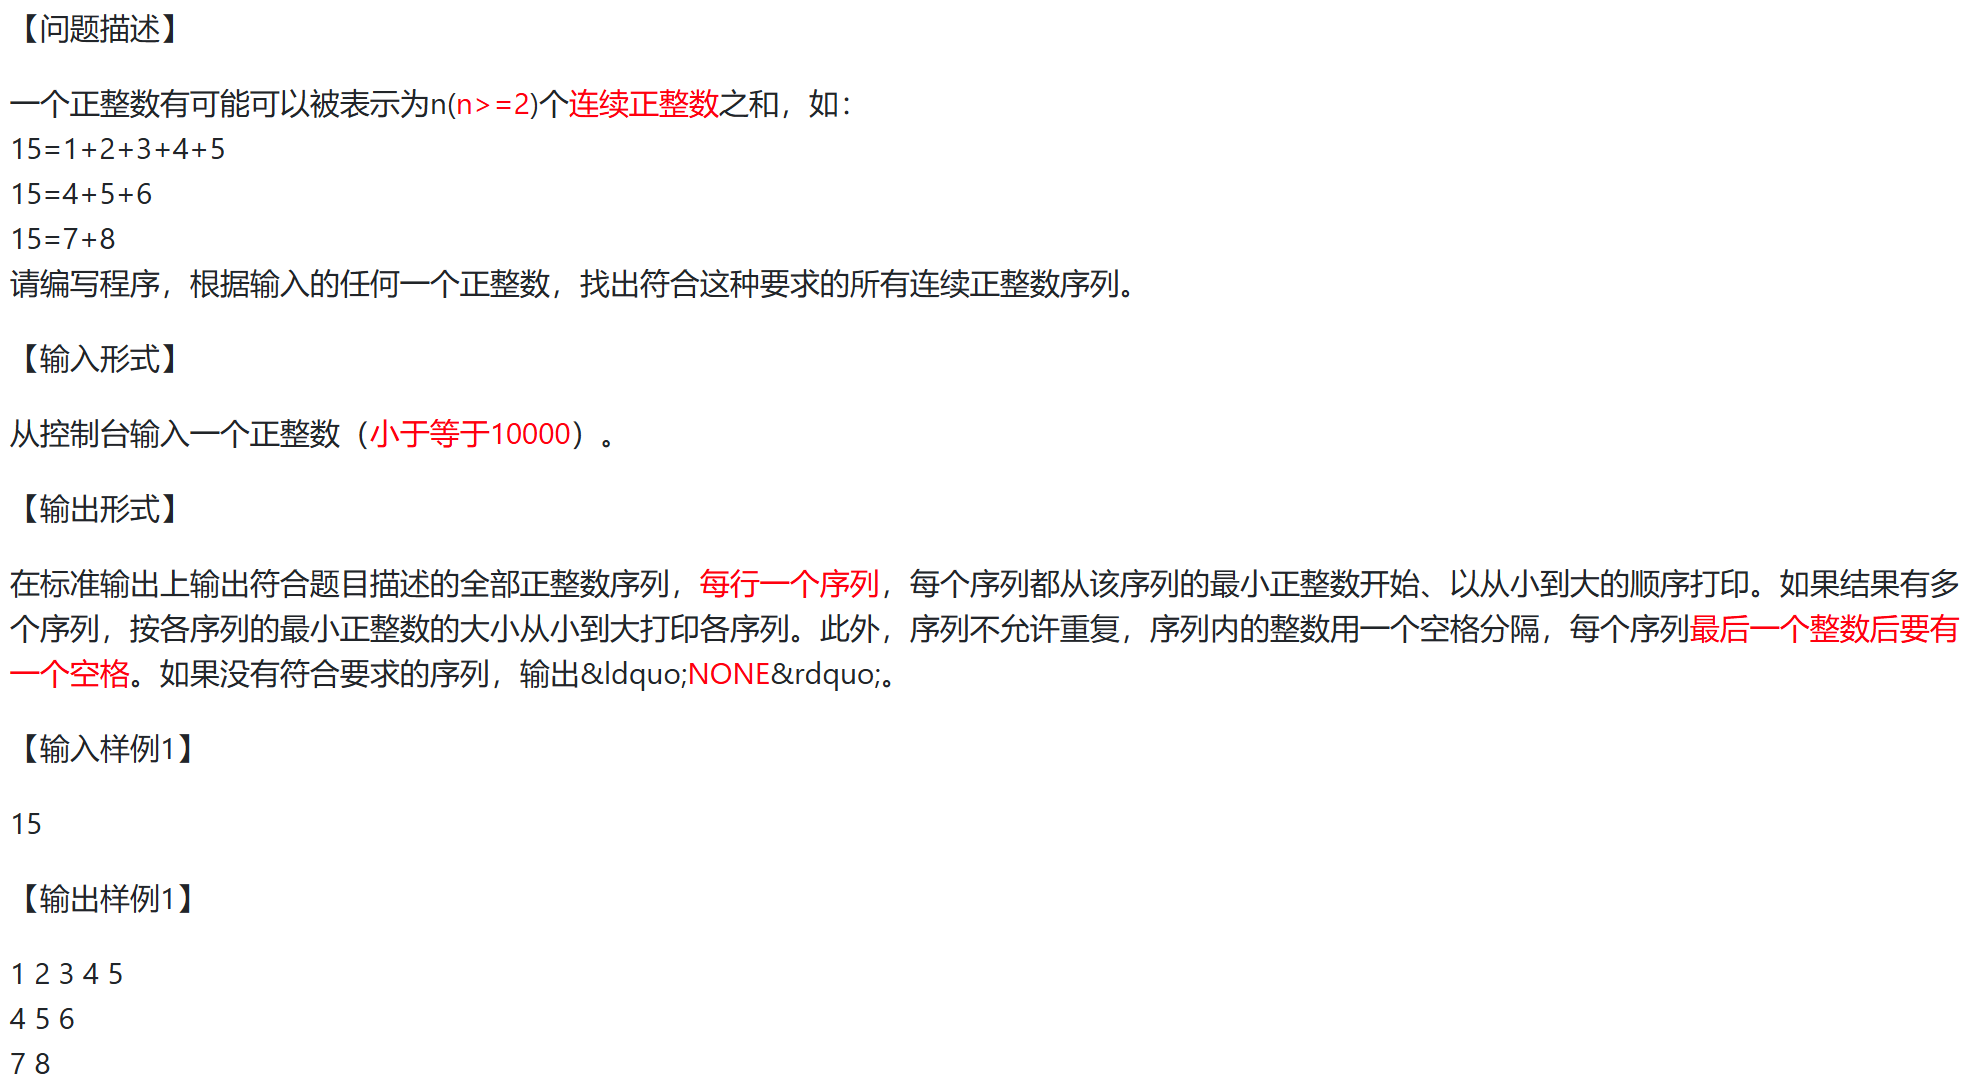 【问题描述】
一个正整数有可能可以被表示为n(n>=2)个连续正整数之和，如：
15=1+2+3+4+5
15=4+5+6
15=7+8
请编写程序，根据输入的任何一个正整数，找出符合这种要求的所有连续正整数序列。
【输入形式】
从控制台输入一个正整数（小于等于10000）。
【输出形式】
在标准输出上输出符合题目描述的全部正整数序列，每行一个序列，每个序列都从该序列的最小正整数开始、以从小到大的顺序打印。如果结果有多
个序列，按各序列的最小正整数的大小从小到大打印各序列。此外，序列不允许重复，序列内的整数用一个空格分隔，每个序列最后一个整数后要有
一个空格。如果没有符合要求的序列，输出&ldquo;NONE&rdquo;。
【输入样例1】
15
【输出样例1】
1 2 3 4 5
4 5 6
7 8